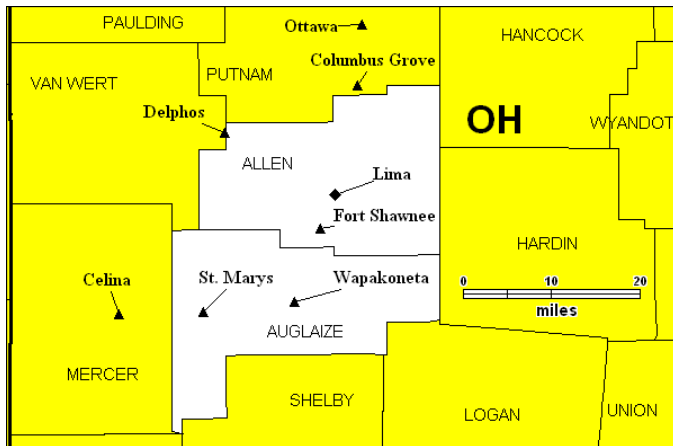 PAULDING
Ottawa
HANCOCK
Columbus Grove
VAN WERT
PUTNAM
Delphos
OH
WYANDOT
ALLEN
Lima
Fort Shawnee
HARDIN
Celina
St. Marys
Wapakoneta
0 10 20
miles
AUGLAIZE
MERCER
SHELBY
LOGAN
UNION